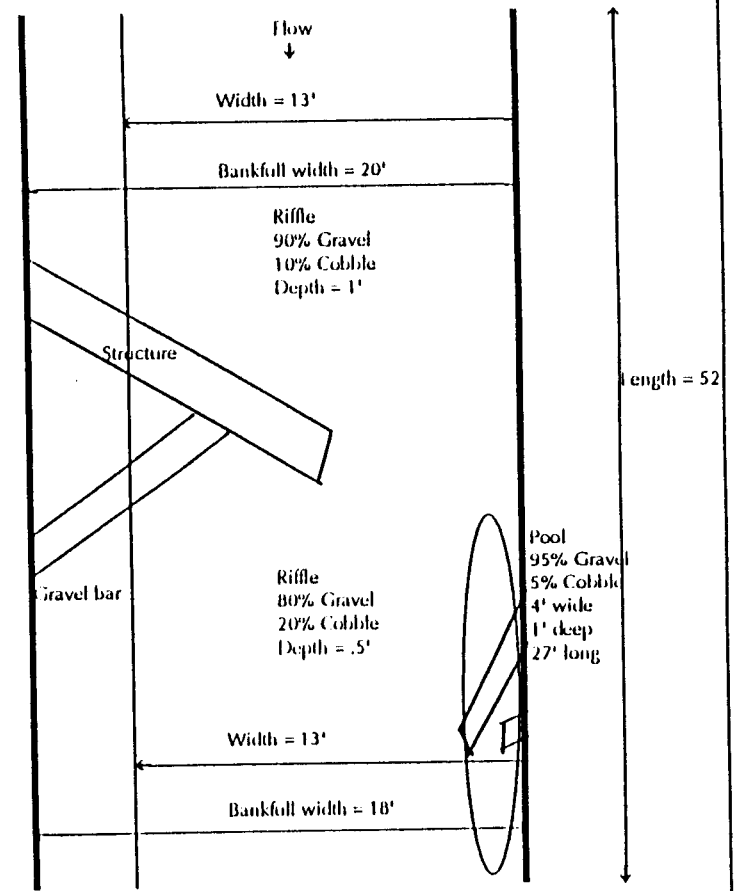 Flow
Width = 13'
Bankfull width = 20'
Riffle
90% Gravel
10% Cobble
Depth = 1'
Structure
Length = 52
Pool
95% Gravel
5% Cobble
4' wide
1' deep
27' long
Riffle
80% Gravel
20% Cobble
Depth = .5'
Gravel bar
Width = 13'
Bankfull width = 18'